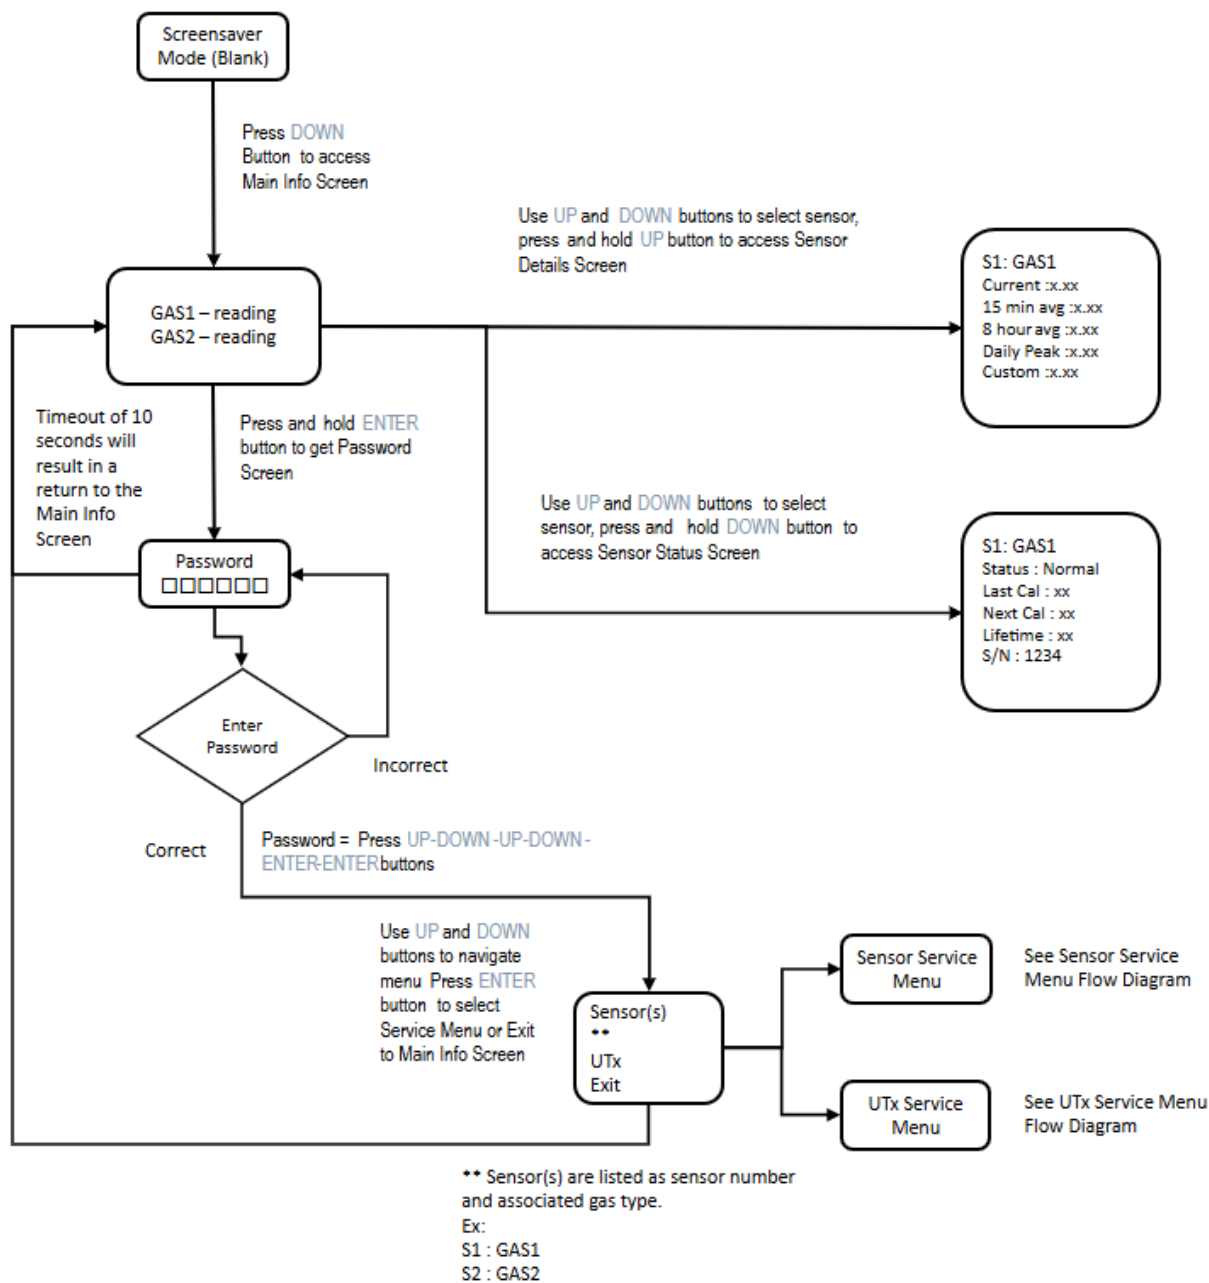 Screensaver
Mode (Blank)
Press DOWN
Button to access
Main Info Screen
Use UP and DOWN buttons to select sensor,
press and hold UP button to access Sensor
Details Screen
S1: GAS1
Current :x.xx
15 min avg :x.xx
8 hour avg :x.xx
Daily Peak :x.xx
Custom :x.xx
GAS1 – reading
GAS2 – reading
Timeout of 10
seconds will
result in a
return to the
Main Info
Screen
Press and hold ENTER
button to get Password
Screen
Use UP and DOWN buttons to select
sensor, press and hold DOWN button to
access Sensor Status Screen
S1: GAS1
Status : Normal
Last Cal : xx
Next Cal : xx
Lifetime : xx
S/N : 1234
Password
□□□□□□
Enter
Password
Incorrect
Correct
Password = Press UP-DOWN-UP-DOWN-
ENTER-ENTER buttons
Use UP and DOWN
buttons to navigate
menu Press ENTER
button to select
Service Menu or Exit
to Main Info Screen
Sensor(s)
**
UTx
Exit
Sensor Service
Menu
See Sensor Service
Menu Flow Diagram
UTx Service
Menu
See UTx Service Menu
Flow Diagram
** Sensor(s) are listed as sensor number
and associated gas type.
Ex:
S1 : GAS1
S2 : GAS2